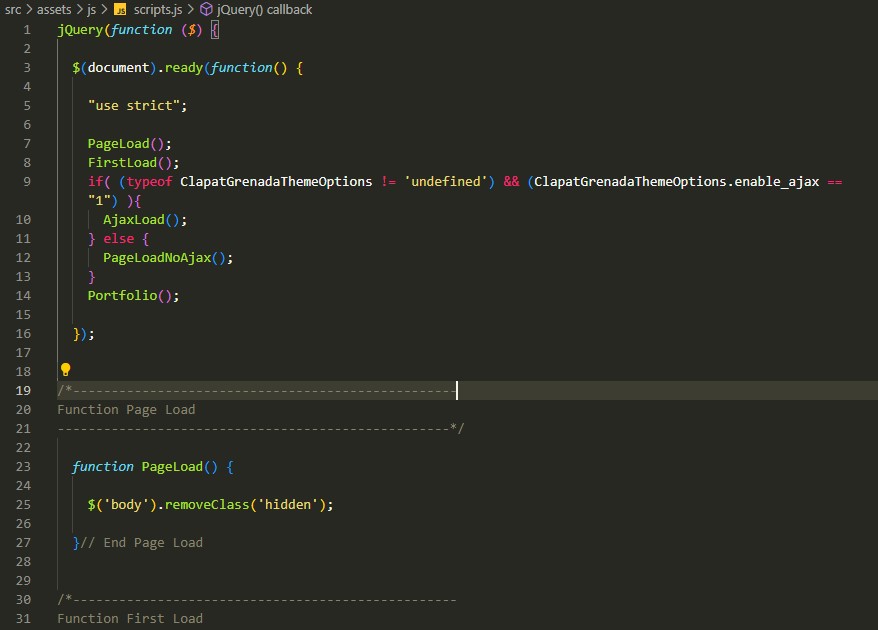 src > assets > js > JS scripts.js > jQuery() callback
1 jQuery(function ($) {
2
3 $(document).ready(function() {
4
5 "use strict";
6
7 PageLoad();
8 FirstLoad();
9 if( (typeof ClapatGrenadaThemeOptions != 'undefined') && (ClapatGrenadaThemeOptions.enable_ajax ==
"1") ){
10 AjaxLoad();
11 } else {
12 PageLoadNoAjax();
13 }
14 Portfolio();
15
16 });
17
18
19 /*--------------------------------------------------
20 Function Page Load
21 ---------------------------------------------------*/
22
23 function PageLoad() {
24
25 $('body').removeClass('hidden');
26
27 }// End Page Load
28
29
30 /*--------------------------------------------------
31 Function First Load